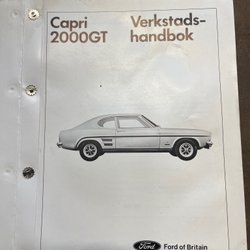 Capri
2000GT
Verkstads-
handbok
Ford
Ford of Britain